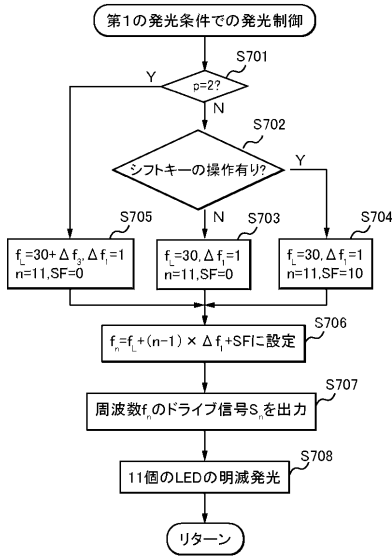 第1の発光条件での発光制御
S701
Y
p=2?
N
S702
シフトキーの操作有り?
Y
N
S705
S703
S704
f_L=30+Δf_3,Δf_1=1
n=11,SF=0
f_L=30,Δf_1=1
n=11,SF=0
f_L=30,Δf_1=1
n=11,SF=10
S706
f_n=f_L+(n-1)×Δf_1+SFに設定
S707
周波数f_nのドライブ信号S_nを出力
S708
11個のLEDの明滅発光
リターン